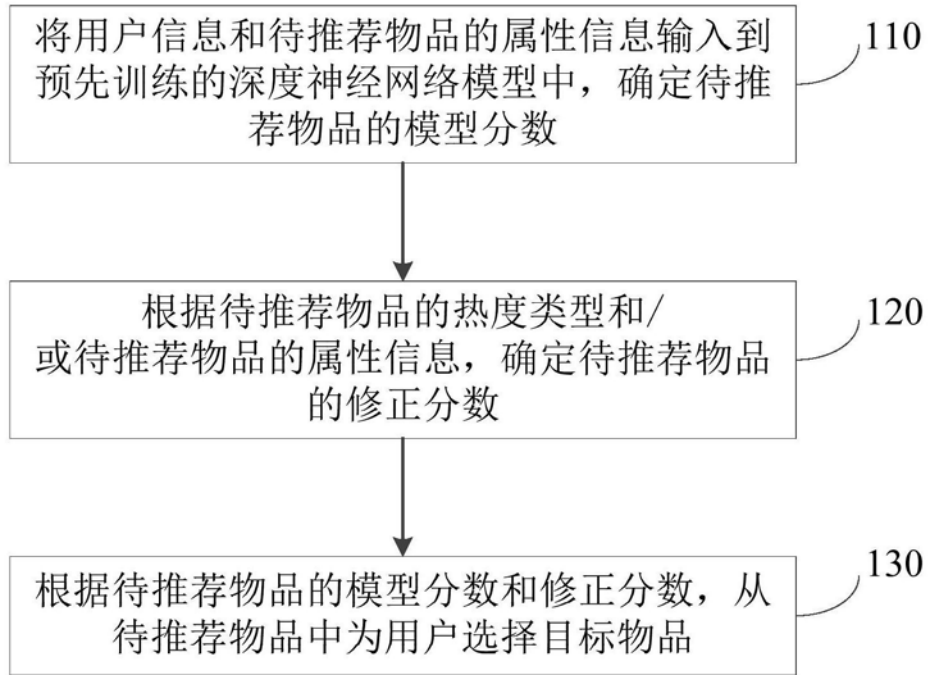 将用户信息和待推荐物品的属性信息输入到
预先训练的深度神经网络模型中，确定待推
荐物品的模型分数
110
根据待推荐物品的热度类型和/
或待推荐物品的属性信息，确定待推荐物品
的修正分数
120
根据待推荐物品的模型分数和修正分数，从
待推荐物品中为用户选择目标物品
130